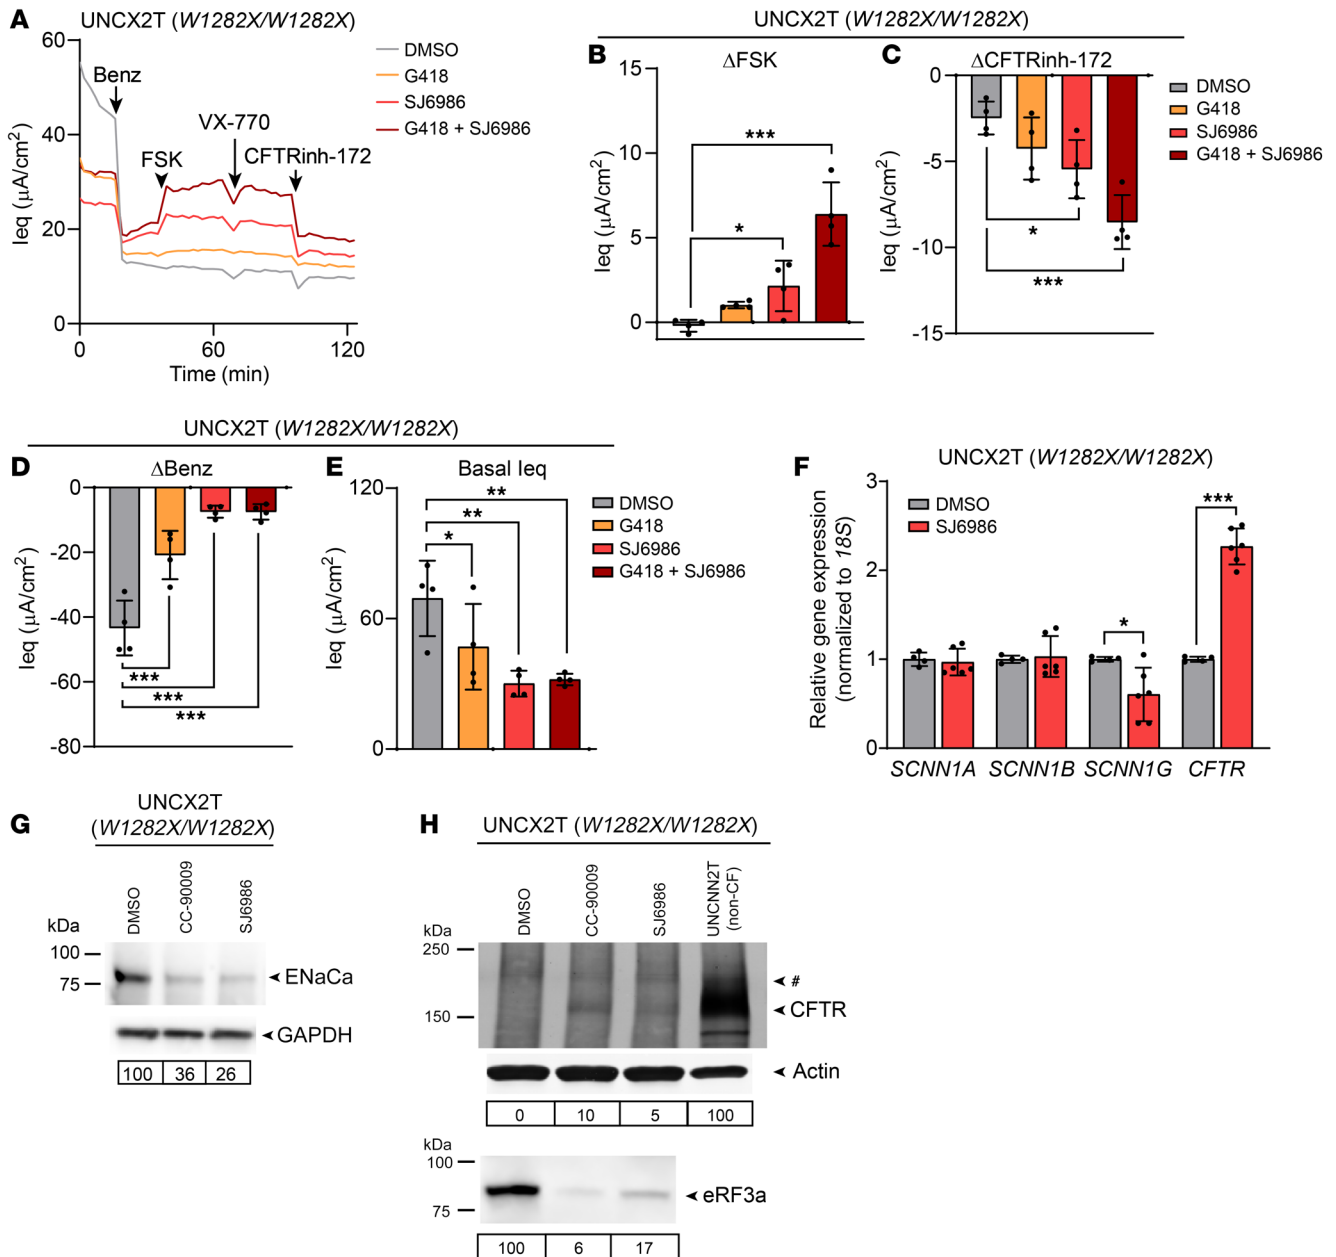 A
UNCX2T (W1282X/W1282X)
Ieq (μA/cm2)
60
40
20
0
0
60
120
Time (min)
Benz
FSK
VX-770
CFTRinh-172
DMSO
G418
SJ6986
G418 + SJ6986
UNCX2T (W1282X/W1282X)
B
ΔFSK
Ieq (μA/cm2)
15
10
5
0
***
*
C
ΔCFTRinh-172
Ieq (μA/cm2)
0
-5
-10
-15
*
***
DMSO
G418
SJ6986
G418 + SJ6986
UNCX2T (W1282X/W1282X)
D
ΔBenz
Ieq (μA/cm2)
0
-20
-40
-60
-80
***
***
***
E
Basal Ieq
Ieq (μA/cm2)
120
60
0
**
**
*
DMSO
G418
SJ6986
G418 + SJ6986
F
UNCX2T (W1282X/W1282X)
Relative gene expression
(normalized to 18S)
3
2
1
0
DMSO
SJ6986
***
*
SCNN1A
SCNN1B
SCNN1G
CFTR
G
UNCX2T
(W1282X/W1282X)
DMSO
CC-90009
SJ6986
kDa
100
75
ENaCa
GAPDH
100 36 26
H
UNCX2T (W1282X/W1282X)
DMSO
CC-90009
SJ6986
UNCNN2T
(non-CF)
kDa
250
150
#
CFTR
Actin
0 10 5 100
kDa
100
75
eRF3a
100 6 17